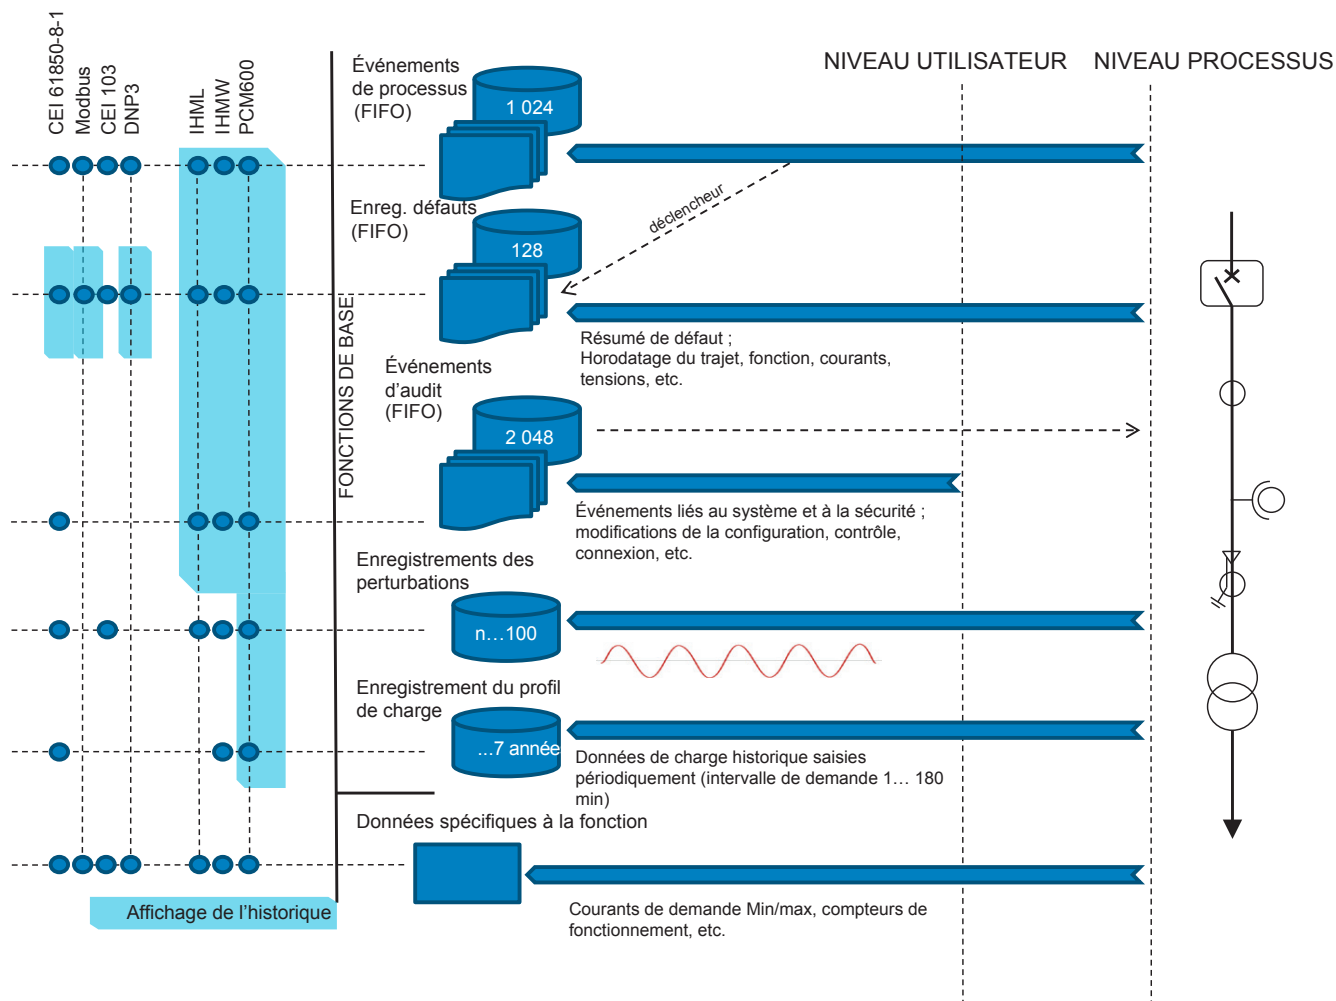 CEI 61850-8-1
Modbus
CEI 103
DNP3
IHML
IHMW
PCM600
NIVEAU UTILISATEUR
NIVEAU PROCESSUS
FONCTIONS DE BASE
Événements
de processus
(FIFO)
1 024
déclencheur
Enreg. défauts
(FIFO)
128
Résumé de défaut ;
Horodatage du trajet, fonction, courants,
tensions, etc.
Événements
d’audit
(FIFO)
2 048
Événements liés au système et à la sécurité ;
modifications de la configuration, contrôle,
connexion, etc.
Enregistrements des
perturbations
n…100
Enregistrement du profil
de charge
...7 année
Données de charge historique saisies
périodiquement (intervalle de demande 1… 180
min)
Données spécifiques à la fonction
Courants de demande Min/max, compteurs de
fonctionnement, etc.
Affichage de l’historique